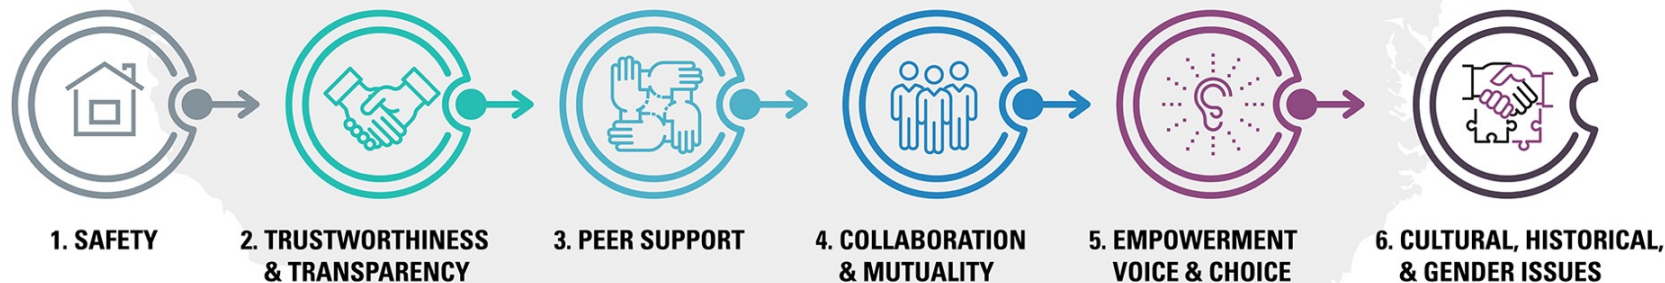 1. SAFETY
2. TRUSTWORTHINESS
& TRANSPARENCY
3. PEER SUPPORT
4. COLLABORATION
& MUTUALITY
5. EMPOWERMENT
VOICE & CHOICE
6. CULTURAL, HISTORICAL,
& GENDER ISSUES